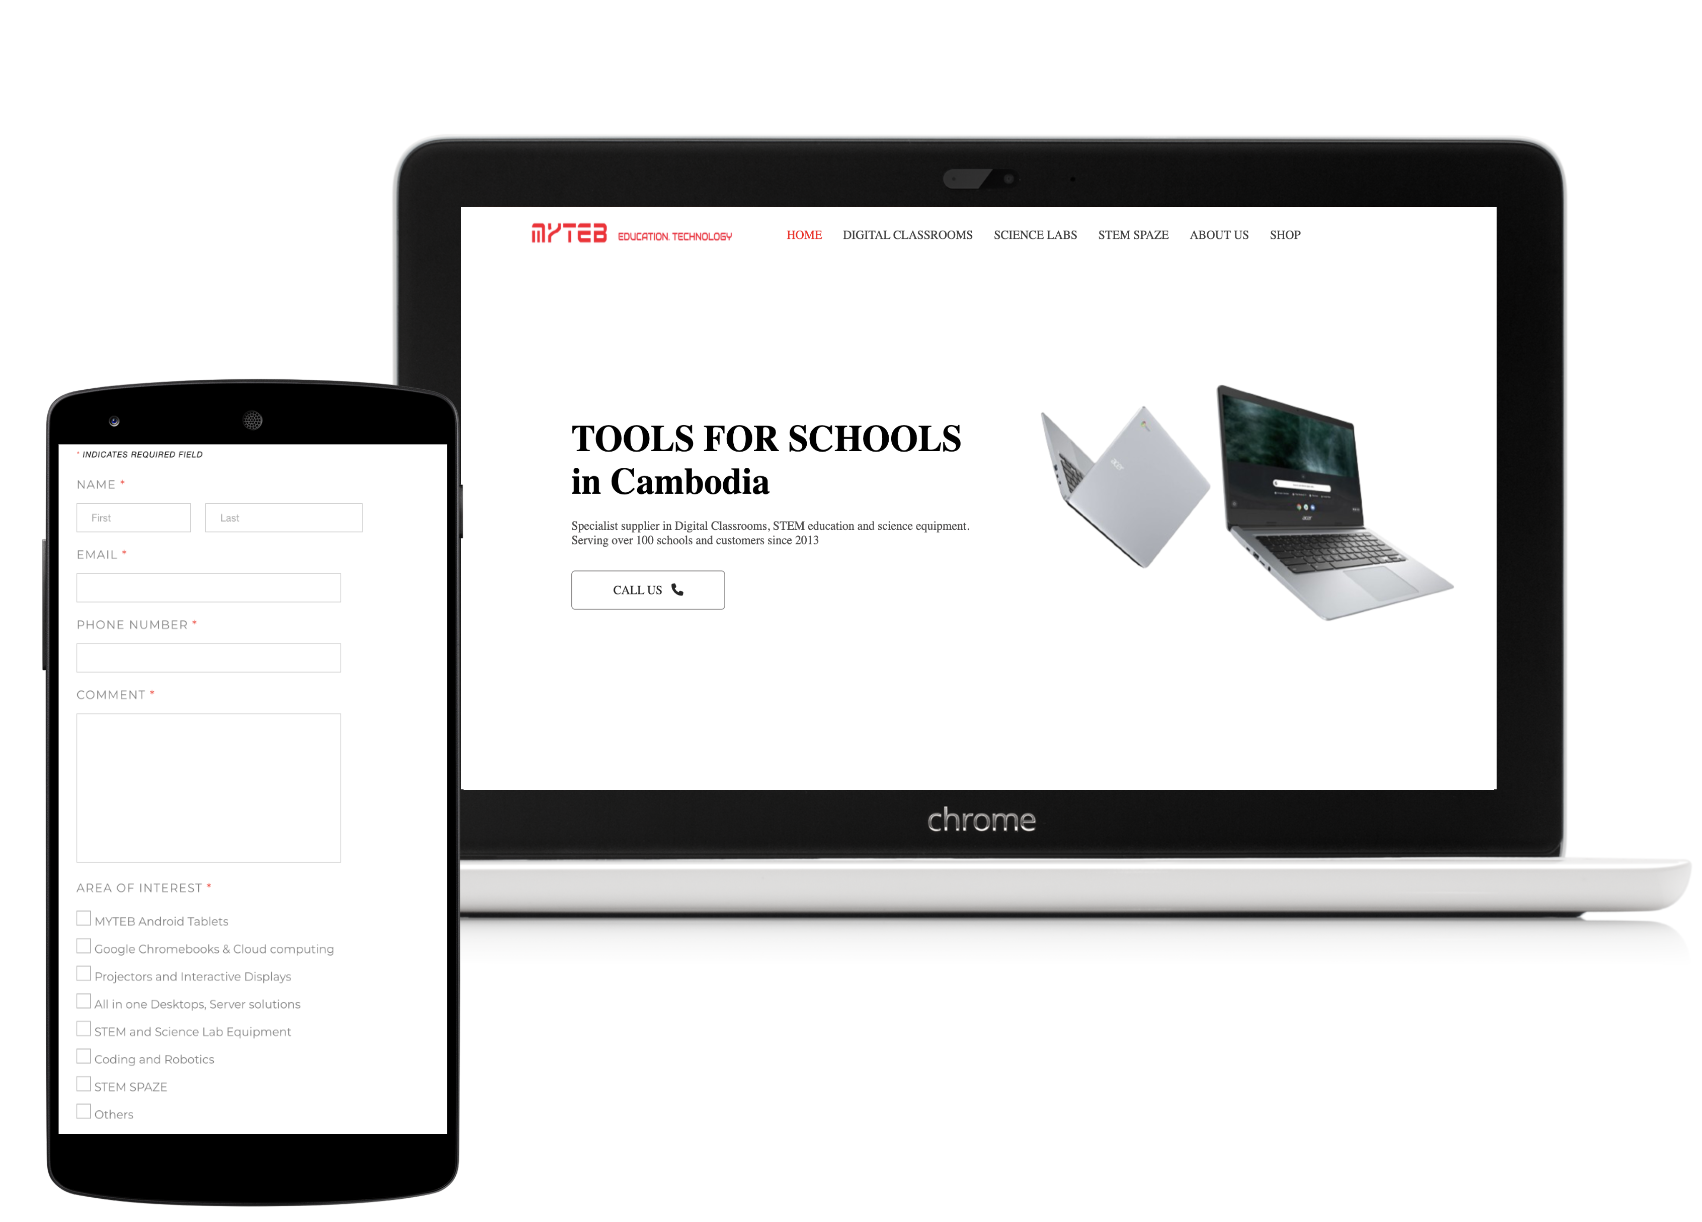 MYTEB EDUCATION. TECHNOLOGY
HOME DIGITAL CLASSROOMS SCIENCE LABS STEM SPAZE ABOUT US SHOP
TOOLS FOR SCHOOLS
in Cambodia
Specialist supplier in Digital Classrooms, STEM education and science equipment.
Serving over 100 schools and customers since 2013
CALL US
acer
acer
chrome
* INDICATES REQUIRED FIELD
NAME *
First Last
EMAIL *
PHONE NUMBER *
COMMENT *
AREA OF INTEREST *
MYTEB Android Tablets
Google Chromebooks & Cloud computing
Projectors and Interactive Displays
All in one Desktops, Server solutions
STEM and Science Lab Equipment
Coding and Robotics
STEM SPAZE
Others